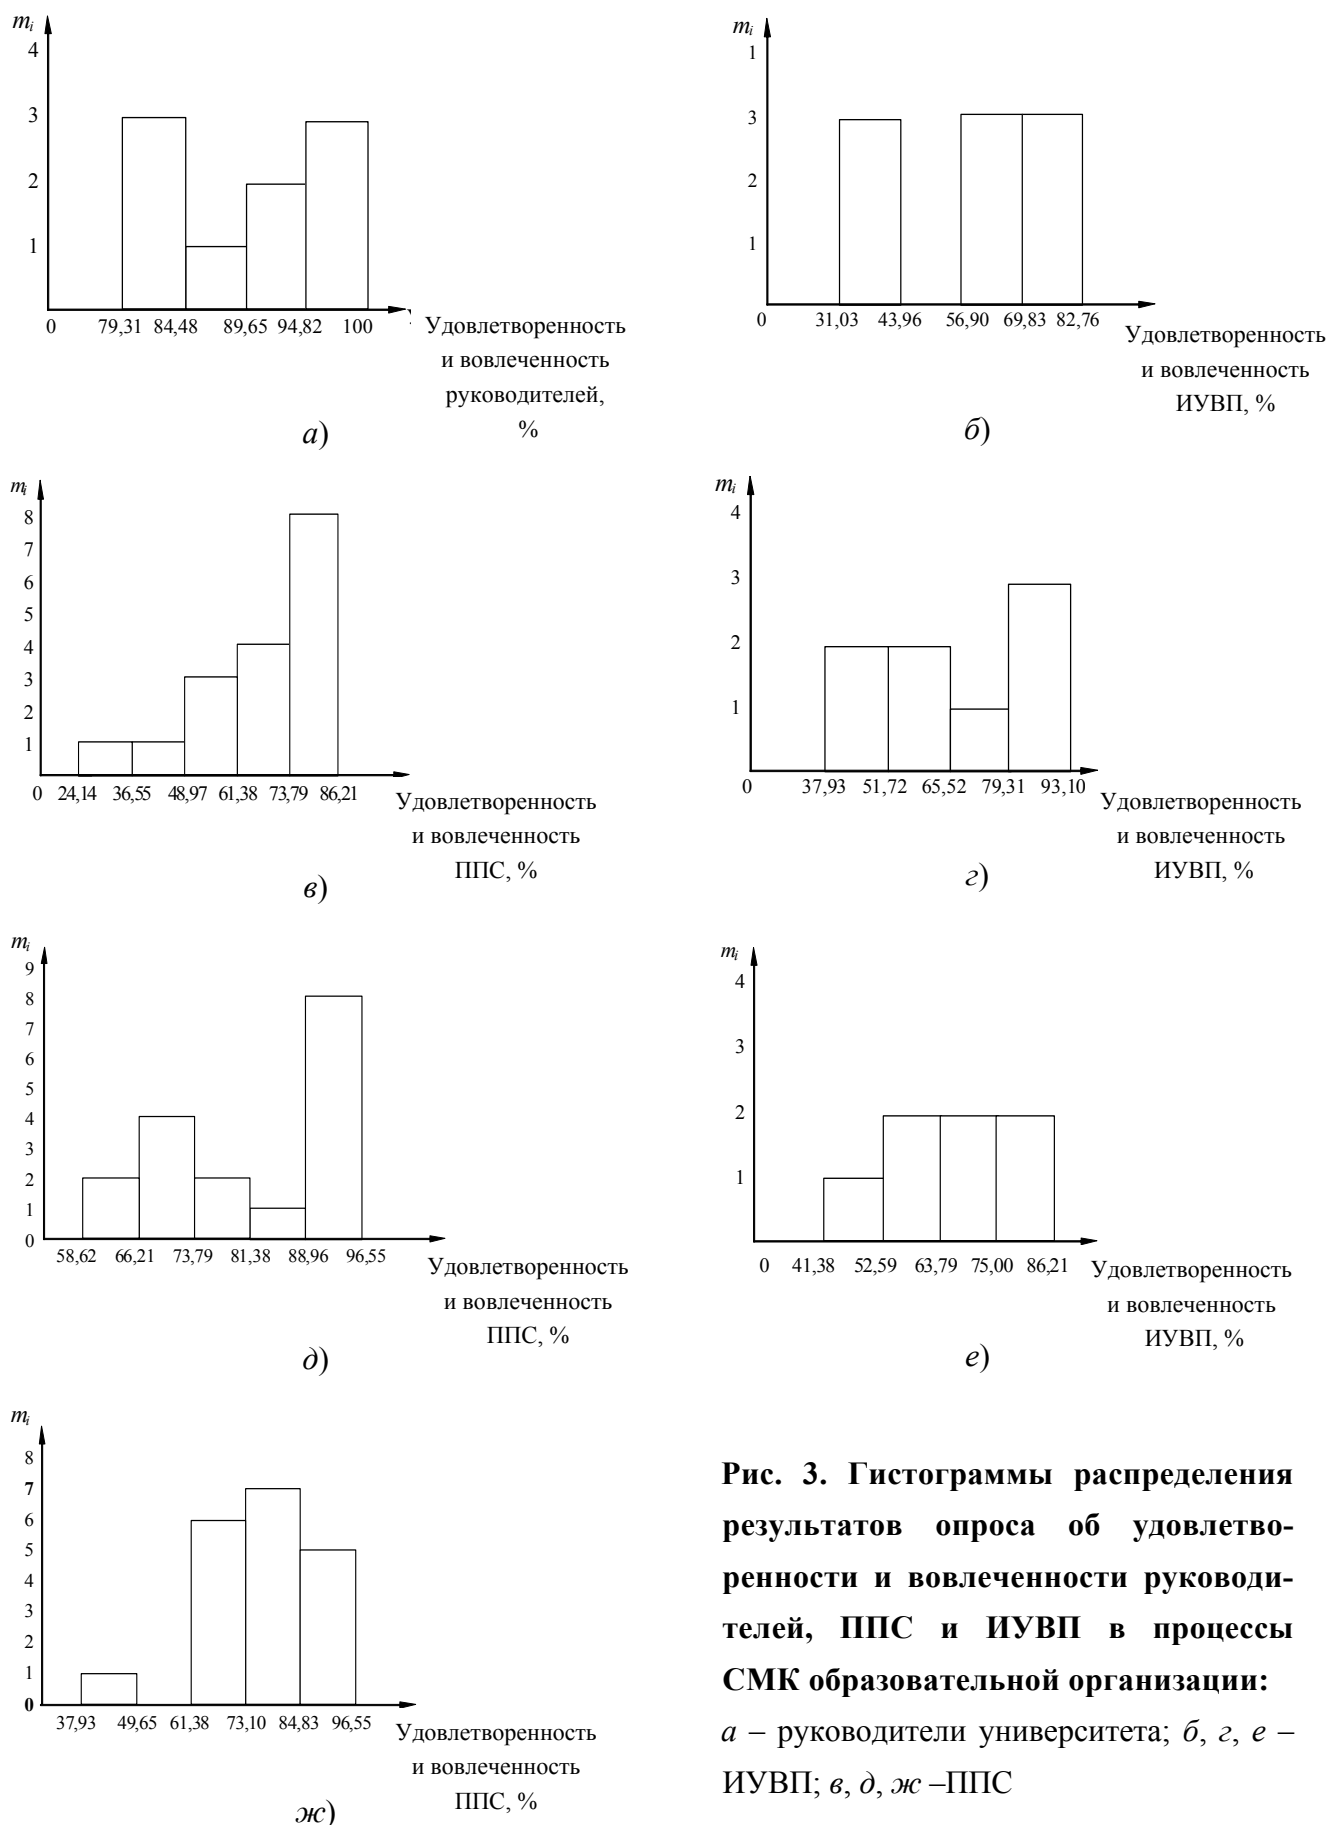 mᵢ
4
3
2
1
0 79,31 84,48 89,65 94,82 100
Удовлетворенность
и вовлеченность
руководителей,
%
а)
mᵢ
1
3
2
1
0 31,03 43,96 56,90 69,83 82,76
Удовлетворенность
и вовлеченность
ИУВП, %
б)
mᵢ
8
7
6
5
4
3
2
1
0 24,14 36,55 48,97 61,38 73,79 86,21
Удовлетворенность
и вовлеченность
ППС, %
в)
mᵢ
4
3
2
1
0 37,93 51,72 65,52 79,31 93,10
Удовлетворенность
и вовлеченность
ИУВП, %
г)
mᵢ
9
8
7
6
5
4
3
2
1
0
58,62 66,21 73,79 81,38 88,96 96,55
Удовлетворенность
и вовлеченность
ППС, %
д)
mᵢ
4
3
2
1
0 41,38 52,59 63,79 75,00 86,21
Удовлетворенность
и вовлеченность
ИУВП, %
е)
mᵢ
8
7
6
5
4
3
2
1
0
37,93 49,65 61,38 73,10 84,83 96,55
Удовлетворенность
и вовлеченность
ППС, %
ж)
Рис. 3. Гистограммы распределения
результатов опроса об удовлетво-
ренности и вовлеченности руководи-
телей, ППС и ИУВП в процессы
СМК образовательной организации:
а – руководители университета; б, г, е –
ИУВП; в, д, ж –ППС